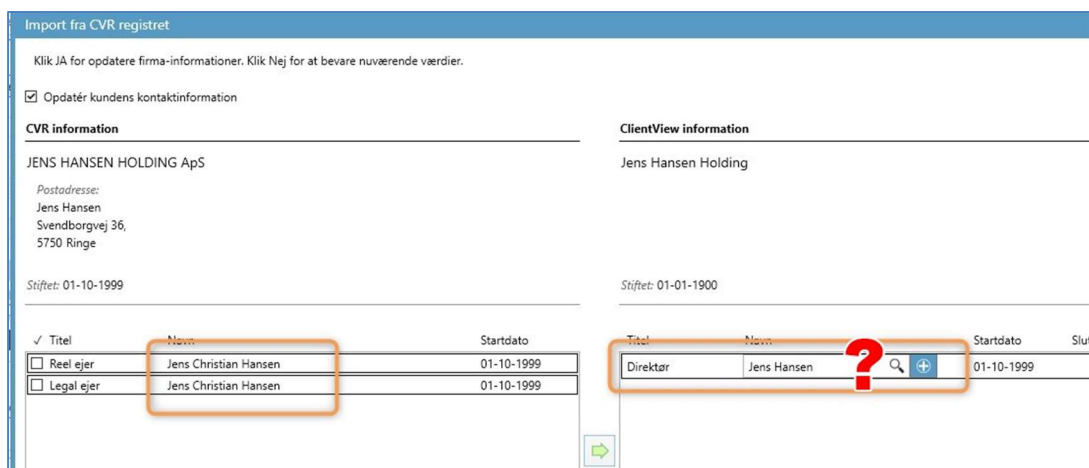 Import fra CVR registret
Klik JA for opdatere firma-informationer. Klik Nej for at bevare nuværende værdier.
Opdatér kundens kontaktinformation
CVR information
JENS HANSEN HOLDING ApS
Postadresse:
Jens Hansen
Svendborgvej 36,
5750 Ringe
Stiftet: 01-10-1999
✓ Titel Navn Startdato
Reel ejer Jens Christian Hansen 01-10-1999
Legal ejer Jens Christian Hansen 01-10-1999
ClientView information
Jens Hansen Holding
Stiftet: 01-01-1900
Titel Navn Startdato Slu
Direktør Jens Hansen ? 01-10-1999